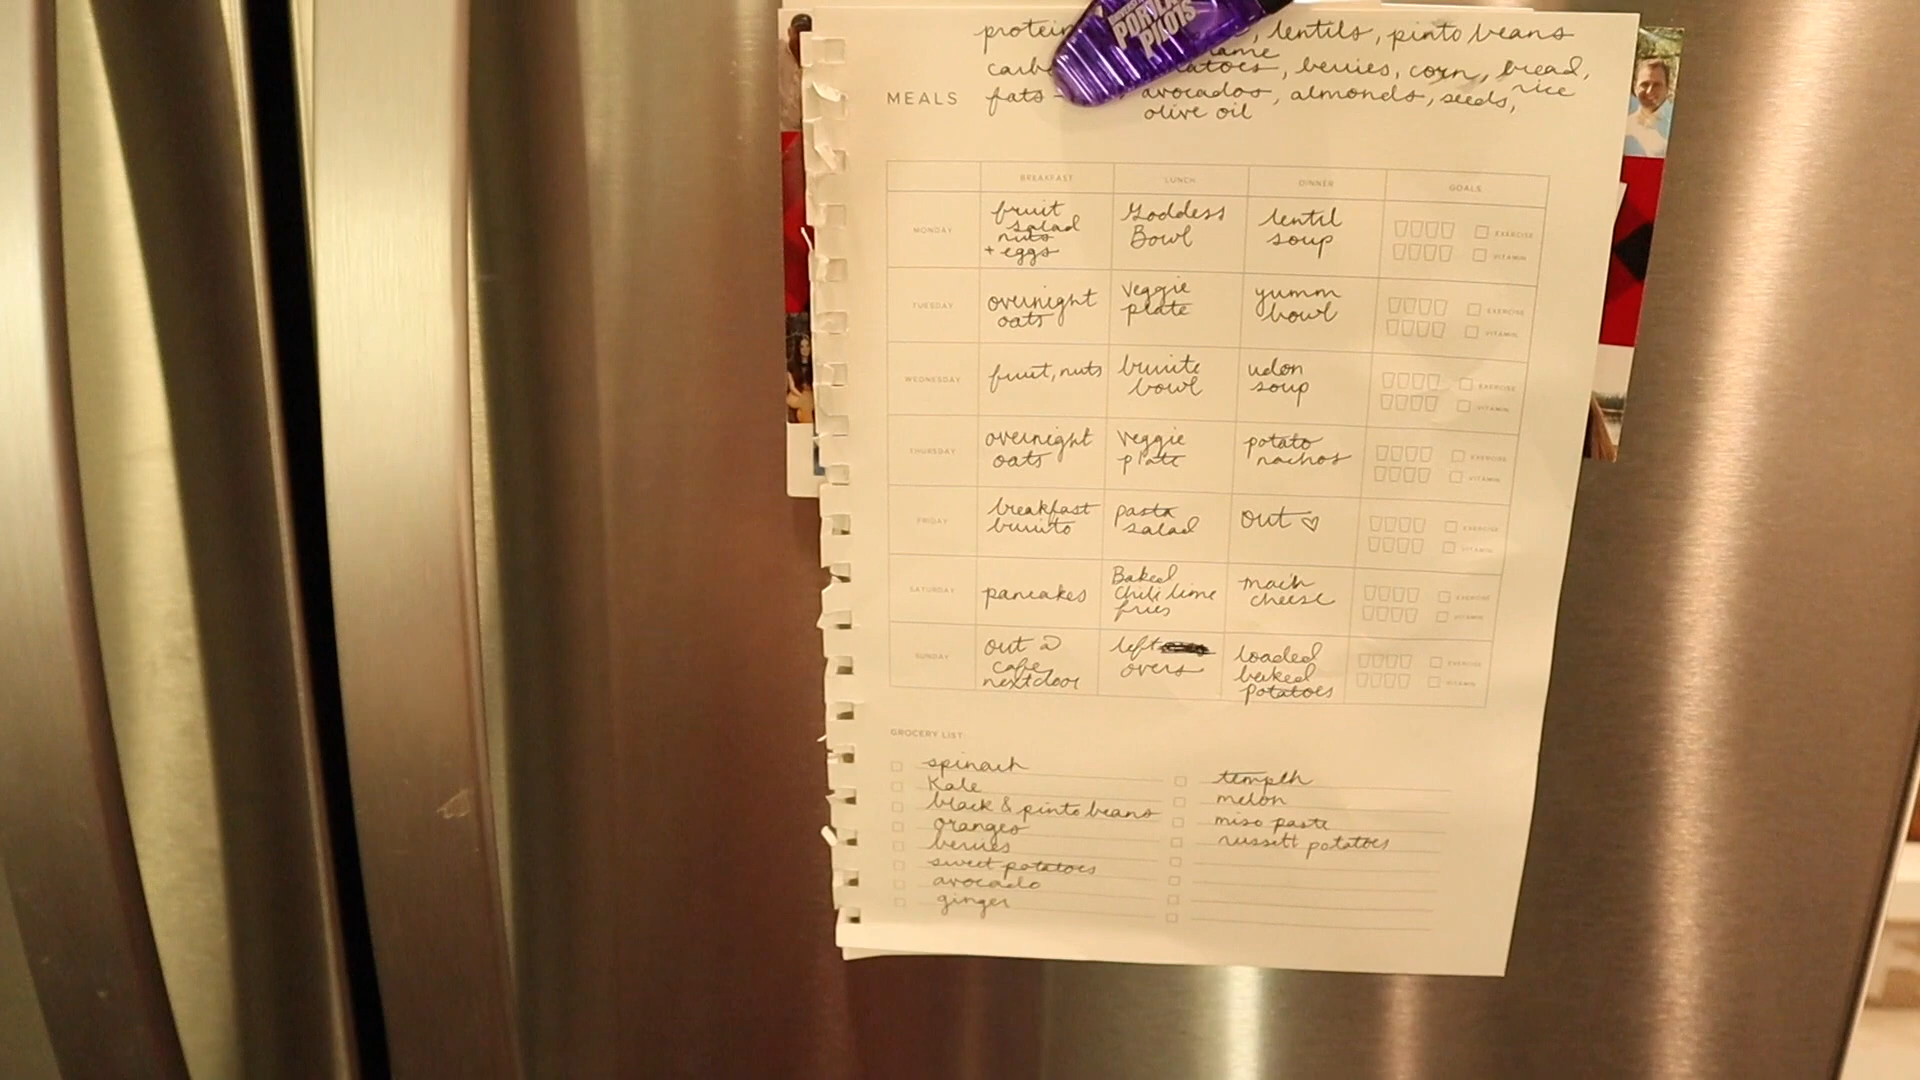 PORTLAND
PILOTS
protein , lentils, pinto beans
carbs , berries, corn, bread,
rice
MEALS fats - avocados, almonds, seeds,
olive oil
BREAKFAST LUNCH DINNER GOALS
MONDAY
fruit
salad
nuts
+ eggs
Goddess
Bowl
lentil
soup
EXERCISE
VITAMIN
TUESDAY
overnight
oats
veggie
plate
yumm
bowl
EXERCISE
VITAMIN
WEDNESDAY
fruit, nuts
burrito
bowl
udon
soup
EXERCISE
VITAMIN
THURSDAY
overnight
oats
veggie
plate
potato
nachos
EXERCISE
VITAMIN
FRIDAY
breakfast
burrito
pasta
salad
out ♡
EXERCISE
VITAMIN
SATURDAY
pancakes
Baked
Chili lime
fries
mac n
cheese
EXERCISE
VITAMIN
SUNDAY
out @
cafe
nextdoor
left
overs
loaded
baked
potatoes
EXERCISE
VITAMIN
GROCERY LIST
spinach
Kale
black & pinto beans
oranges
berries
sweet potatoes
avocado
ginger
tempeh
melon
miso paste
russett potatoes